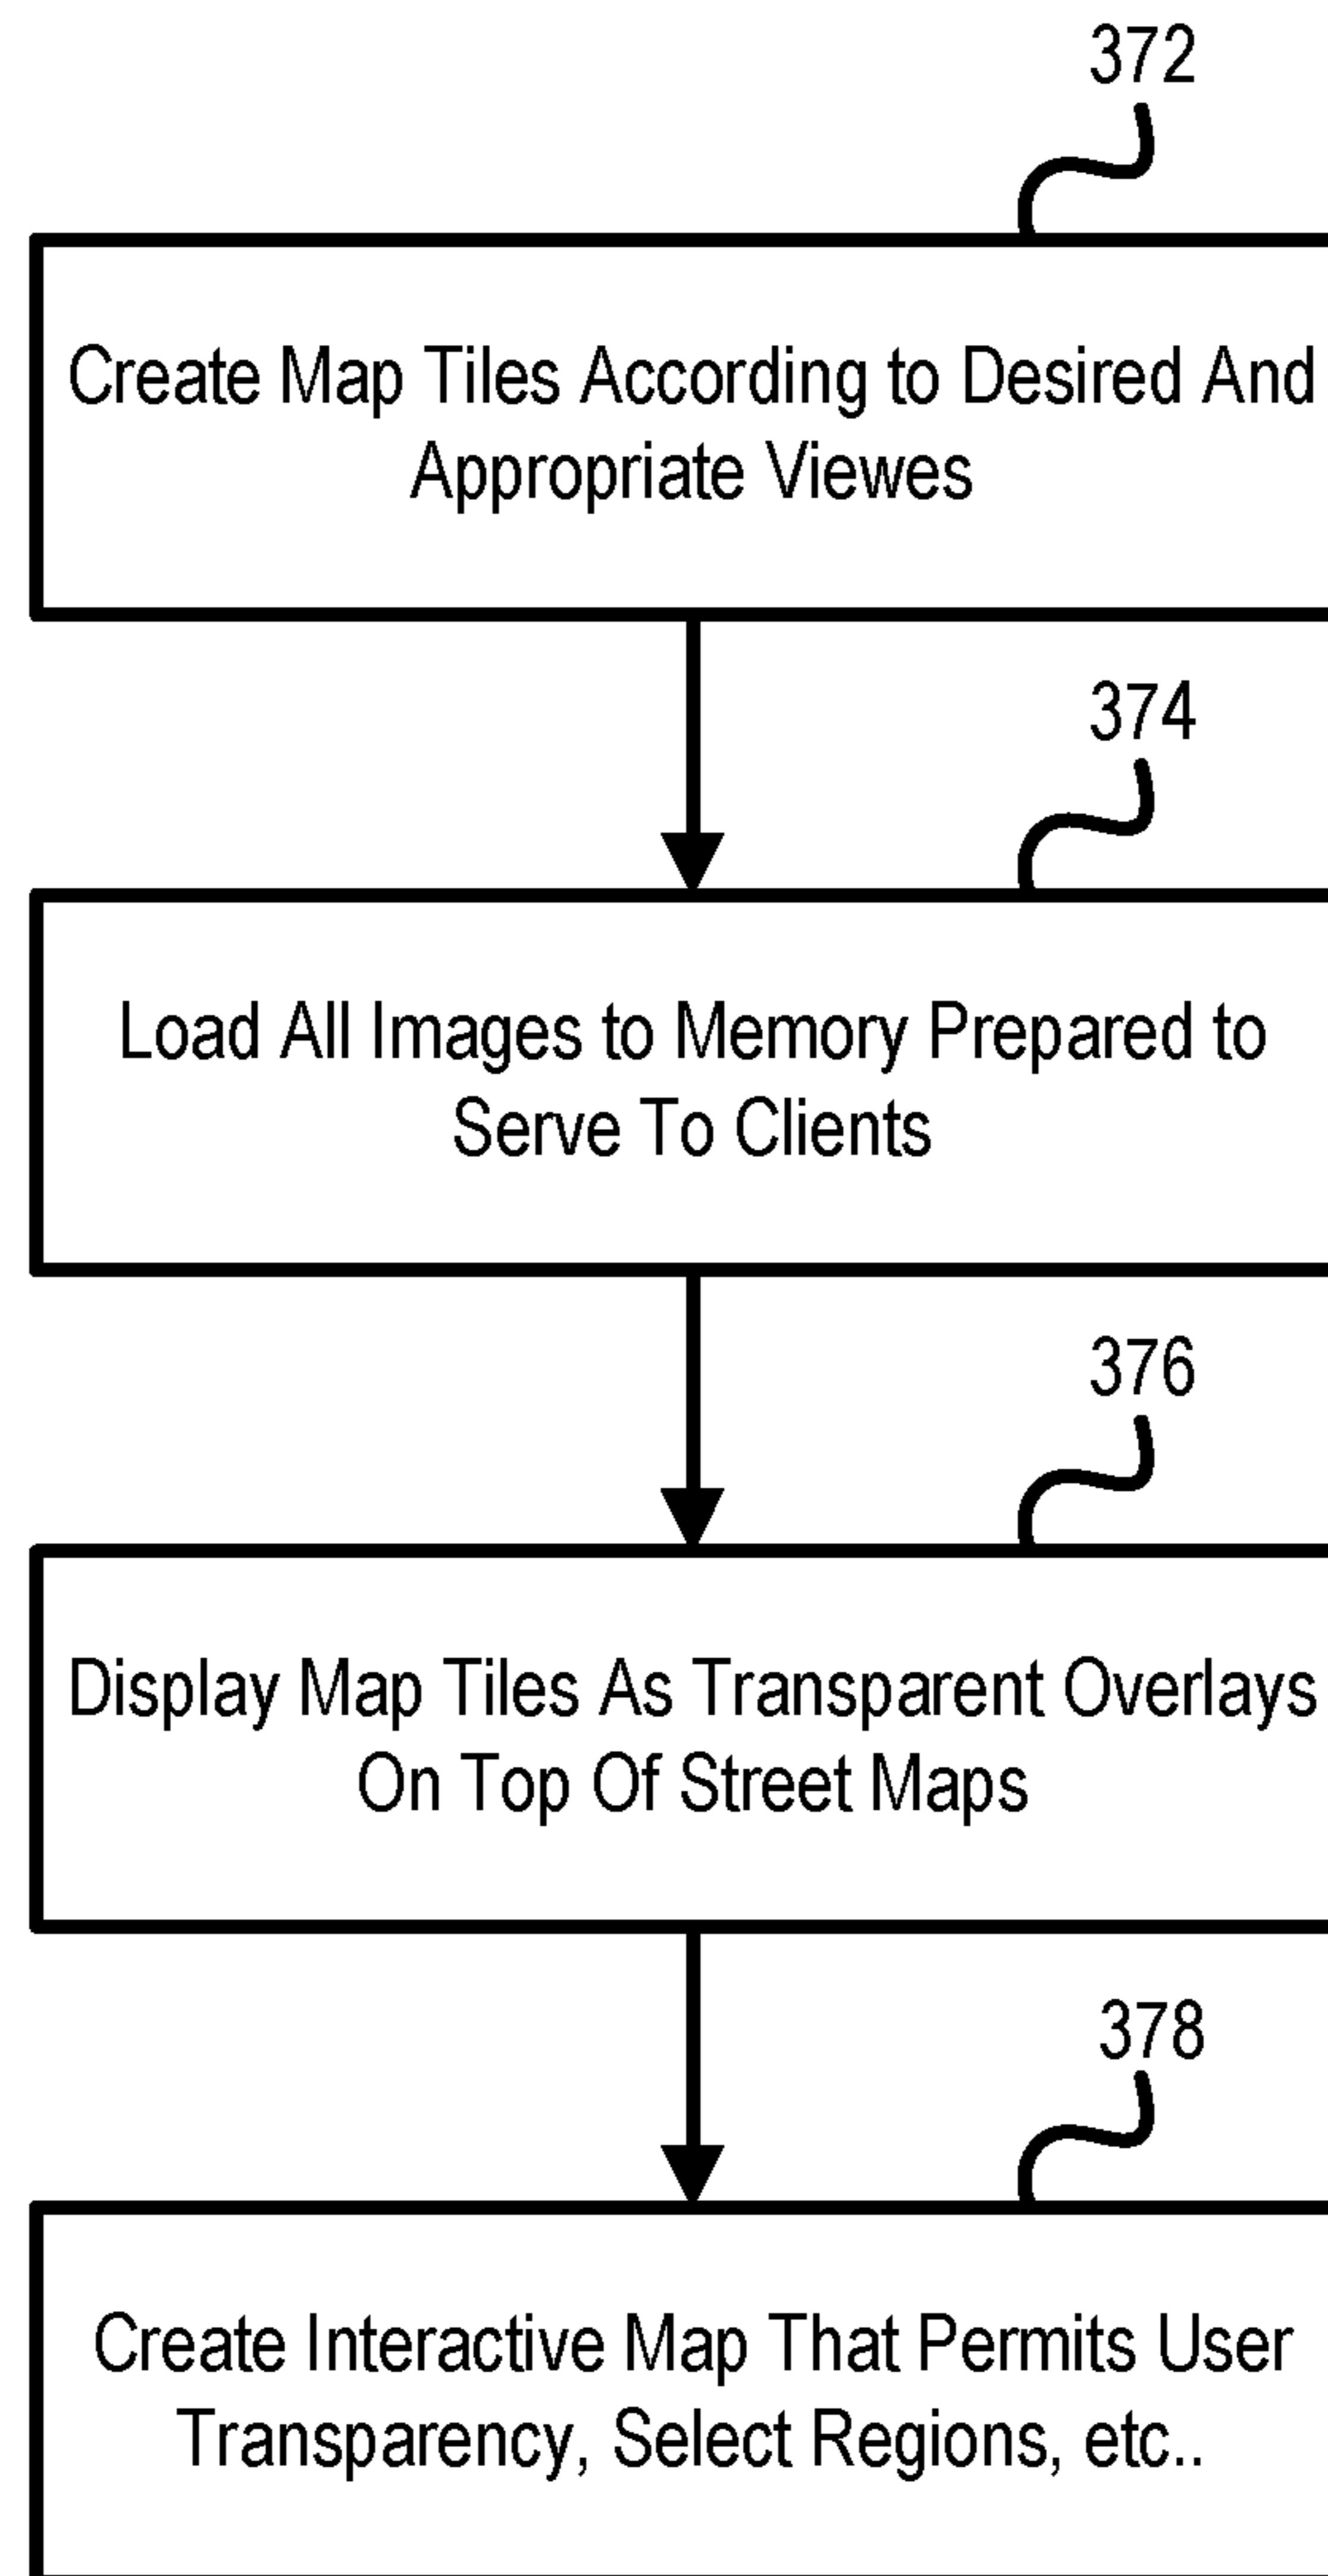 372
Create Map Tiles According to Desired And
Appropriate Viewes
374
Load All Images to Memory Prepared to
Serve To Clients
376
Display Map Tiles As Transparent Overlays
On Top Of Street Maps
378
Create Interactive Map That Permits User
Transparency, Select Regions, etc..